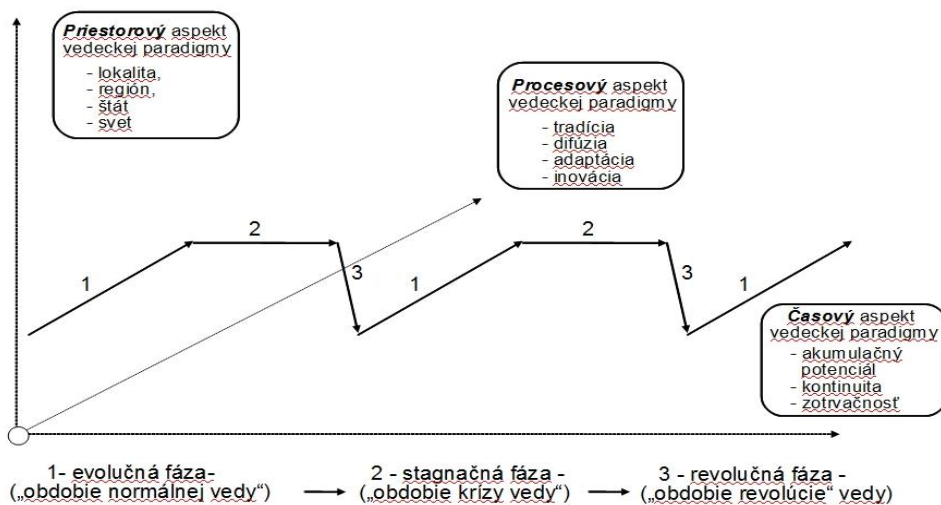 Priestorový aspekt
vedeckej paradigmy
- lokalita,
- región,
- štát
- svet
Procesový aspekt
vedeckej paradigmy
- tradícia
- difúzia
- adaptácia
- inovácia
2
2
1
3
1
3
1
Časový aspekt
vedeckej paradigmy
- akumulačný
potenciál
- kontinuita
- zotrvačnosť
1- evolučná fáza-
(„obdobie normálnej vedy“)
2 - stagnačná fáza -
(„obdobie krízy vedy“)
3 - revolučná fáza -
(„obdobie revolúcie“ vedy)